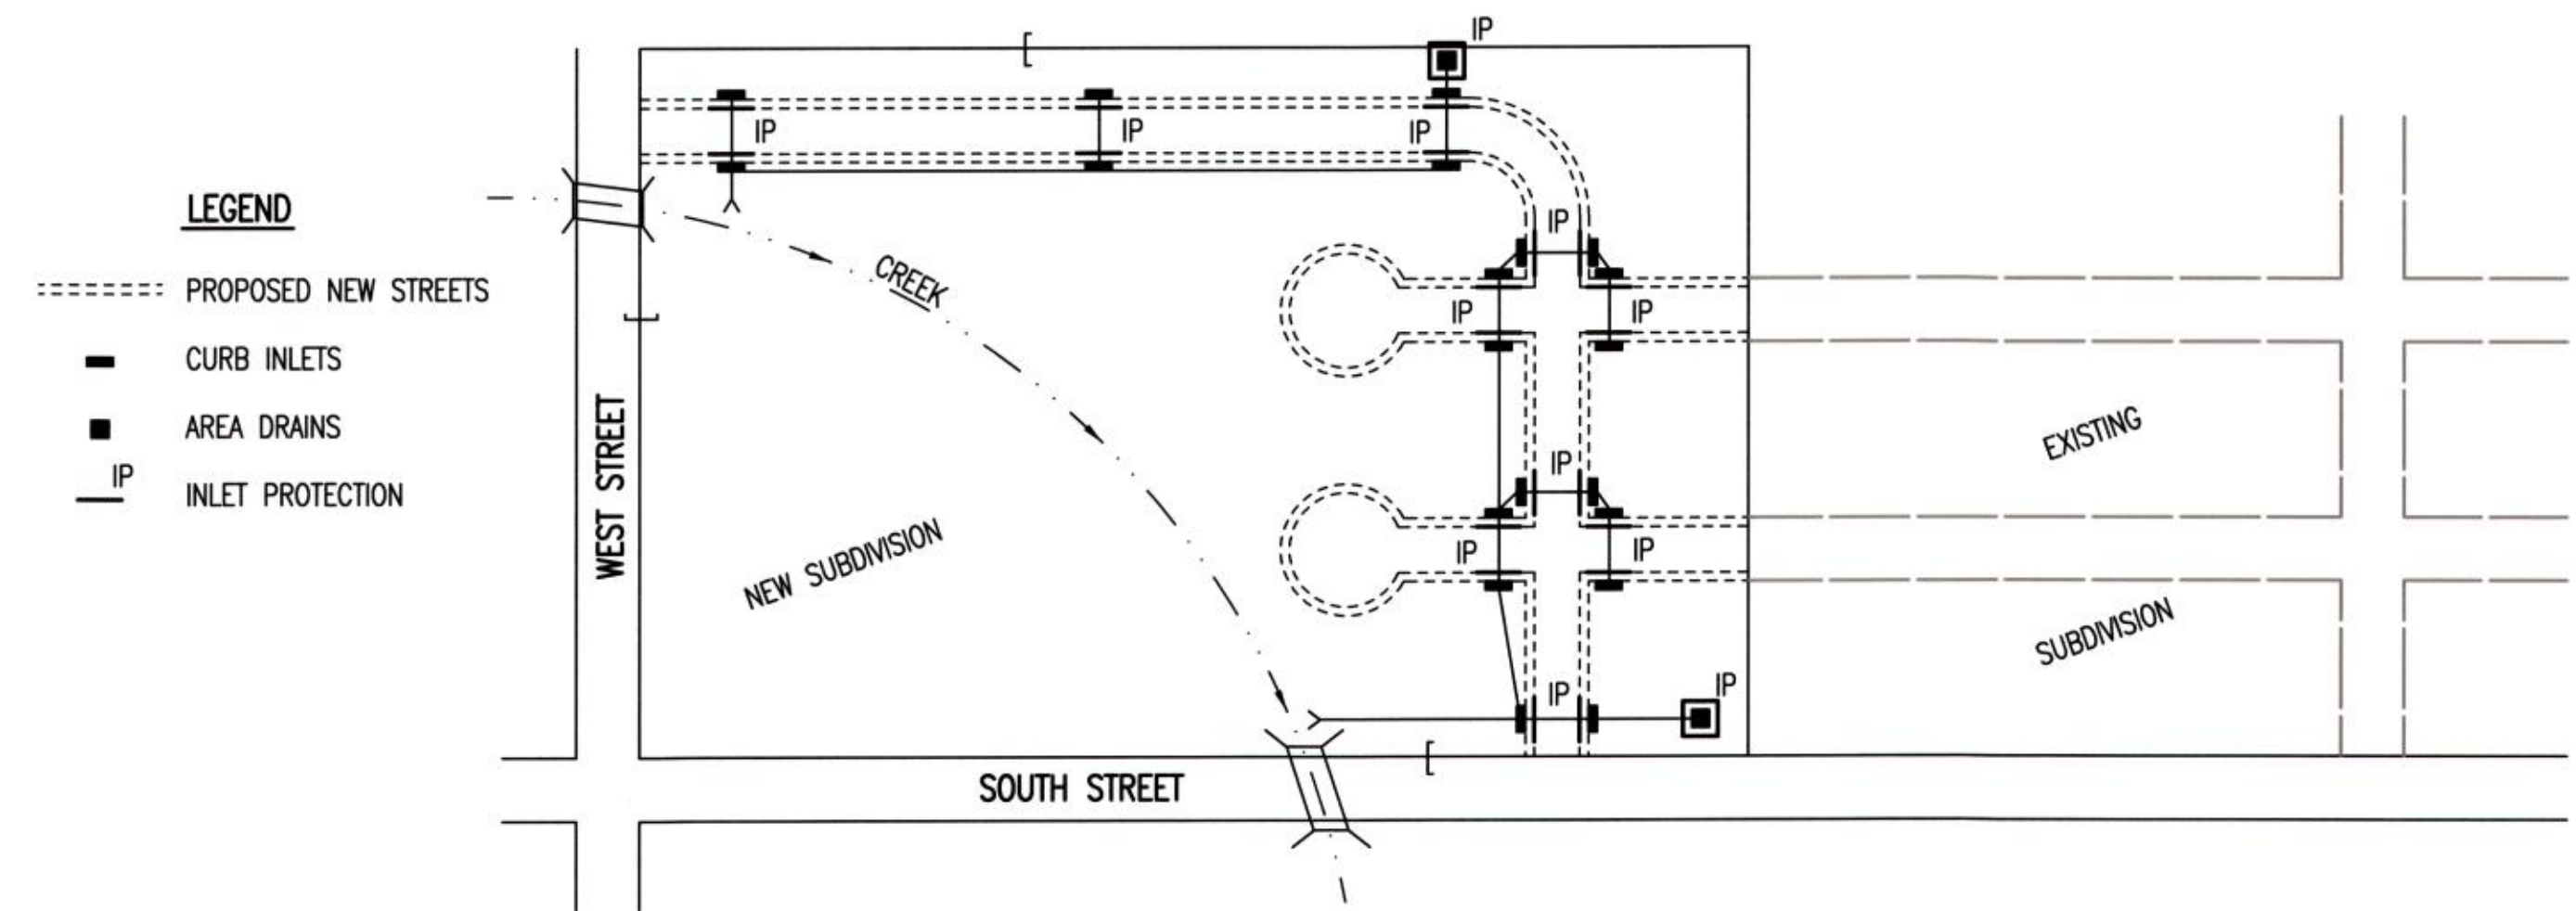 IP
IP
IP
IP
LEGEND
PROPOSED NEW STREETS
CURB INLETS
AREA DRAINS
IP
INLET PROTECTION
WEST STREET
CREEK
NEW SUBDIVISION
SOUTH STREET
IP
IP
IP
IP
IP
IP
IP
IP
EXISTING
SUBDIVISION